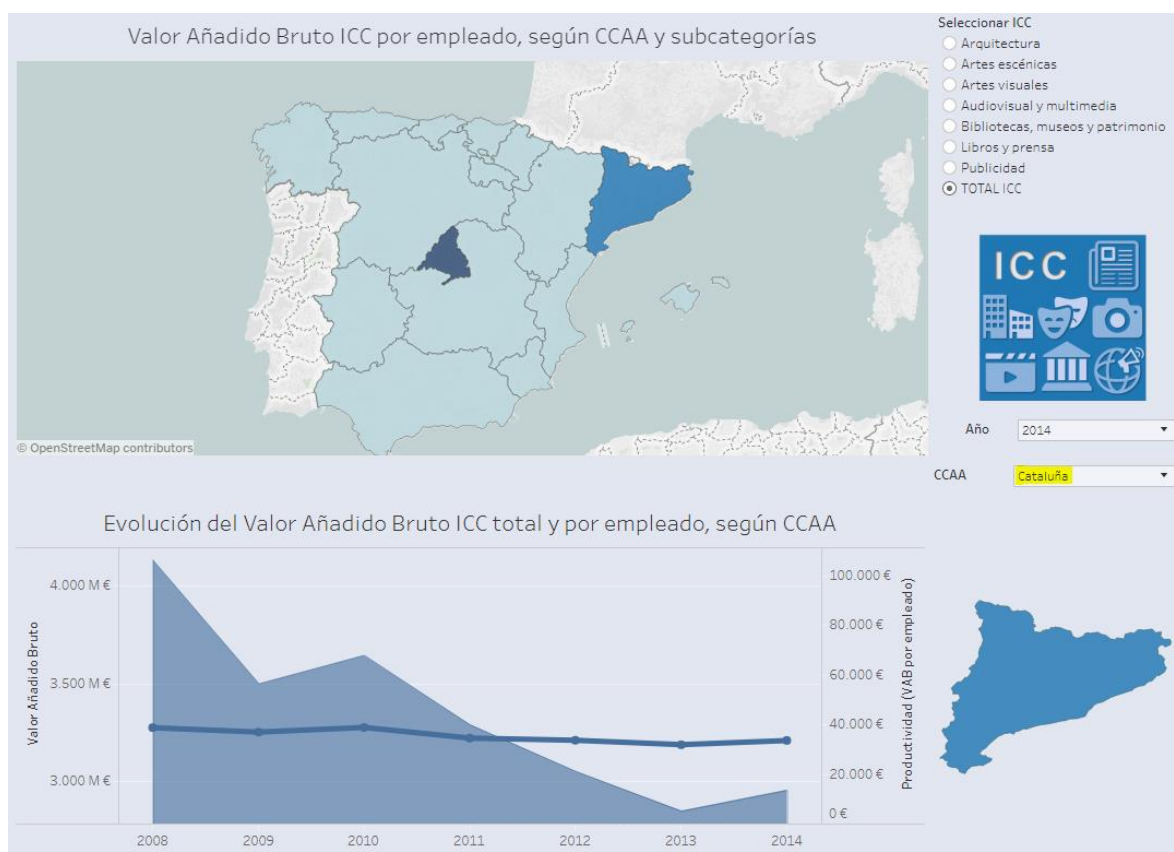 Valor Añadido Bruto ICC por empleado, según CCAA y subcategorías
© OpenStreetMap contributors
Seleccionar ICC
Arquitectura
Artes escénicas
Artes visuales
Audiovisual y multimedia
Bibliotecas, museos y patrimonio
Libros y prensa
Publicidad
TOTAL ICC
ICC
Año 2014
CCAA Cataluña
Evolución del Valor Añadido Bruto ICC total y por empleado, según CCAA
Valor Añadido Bruto
4.000 M €
3.500 M €
3.000 M €
100.000 €
80.000 €
60.000 €
40.000 €
20.000 €
0 €
Productividad (VAB por empleado)
2008 2009 2010 2011 2012 2013 2014